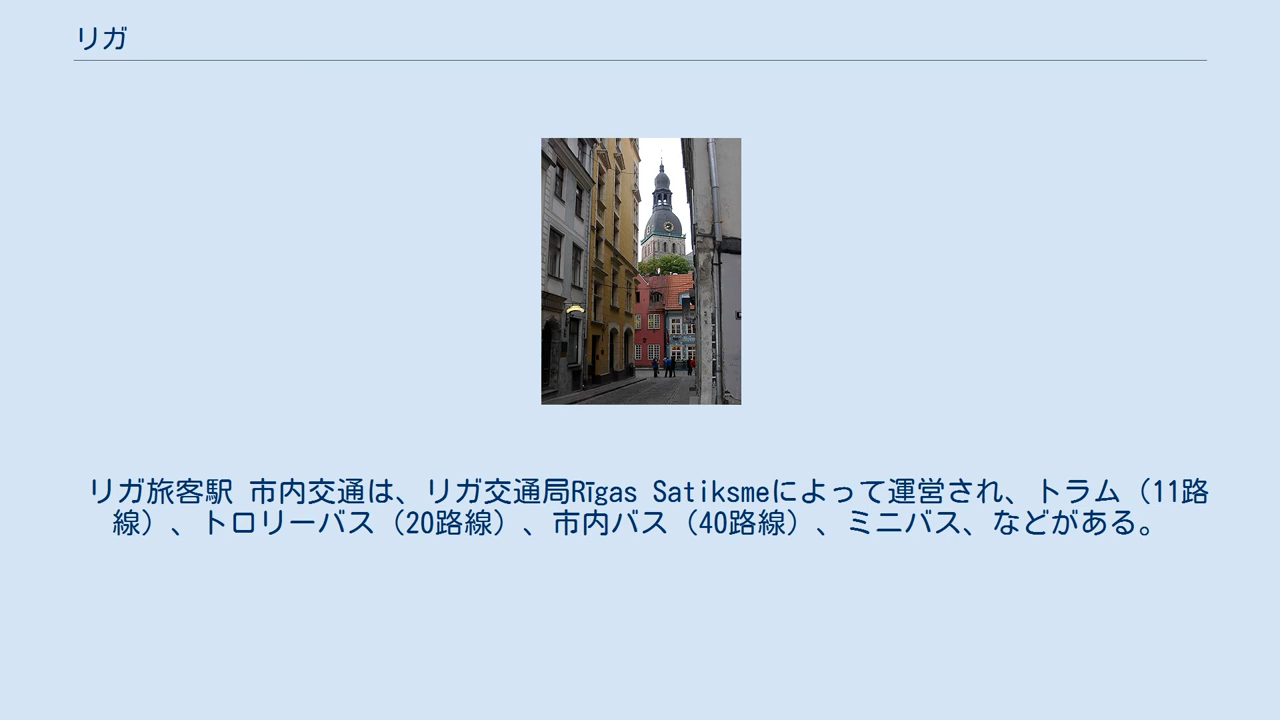 リガ
リガ旅客駅 市内交通は、リガ交通局Rīgas Satiksmeによって運営され、トラム（11路
線）、トロリーバス（20路線）、市内バス（40路線）、ミニバス、などがある。